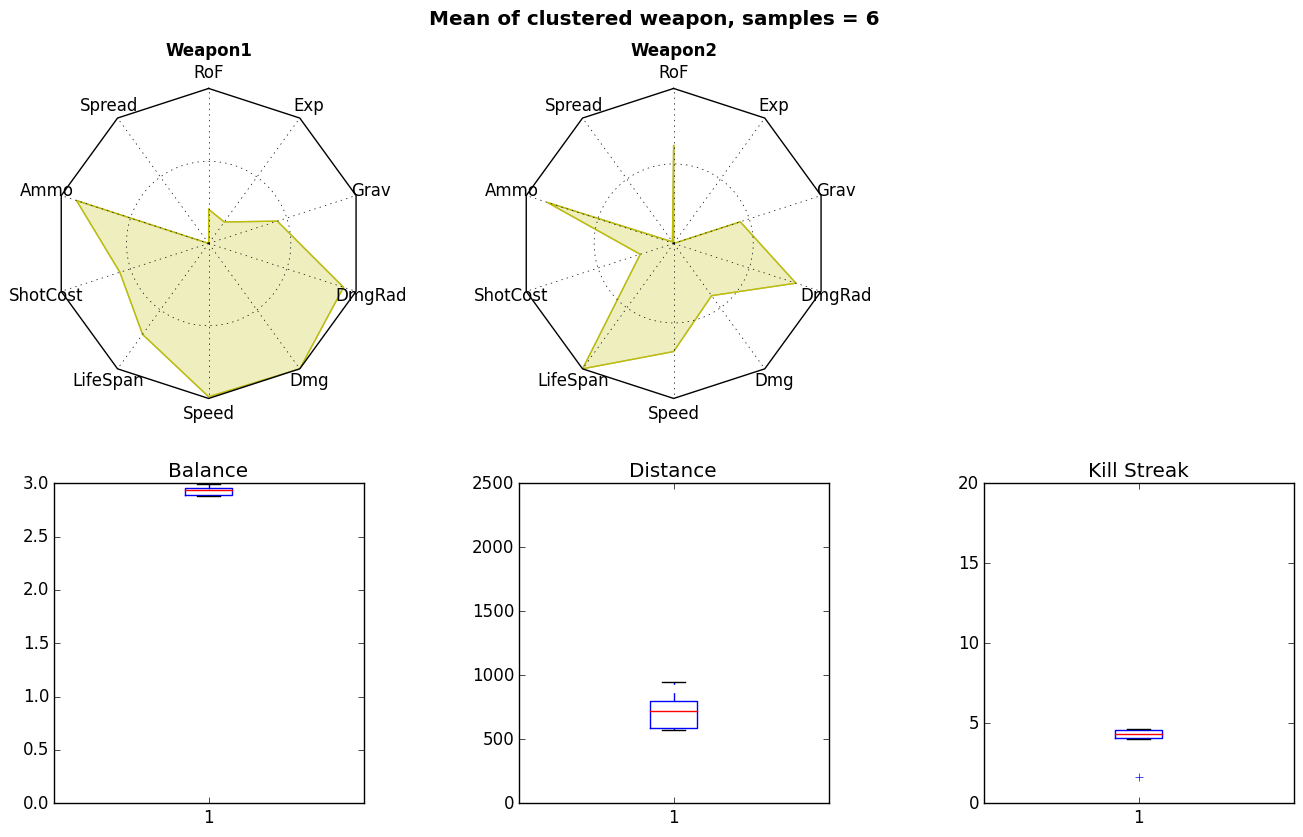 Mean of clustered weapon, samples = 6
Weapon1
RoF
Spread
Exp
Ammo
Grav
ShotCost
DmgRad
LifeSpan
Dmg
Speed
Weapon2
RoF
Spread
Exp
Ammo
Grav
ShotCost
DmgRad
LifeSpan
Dmg
Speed
Balance
3.0
2.5
2.0
1.5
1.0
0.5
0.0
1
Distance
2500
2000
1500
1000
500
0
1
Kill Streak
20
15
10
5
0
1